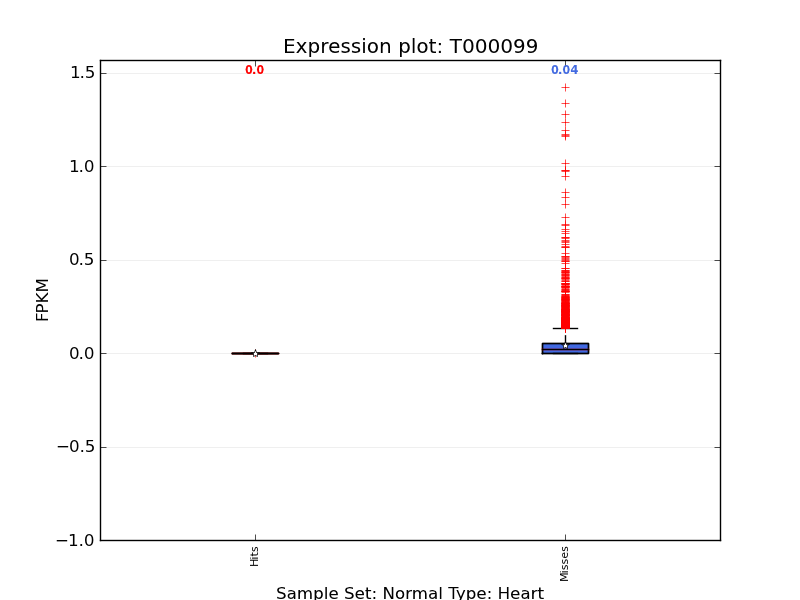 Expression plot: T000099
0.0
0.04
1.5
1.0
0.5
0.0
−0.5
−1.0
FPKM
Hits
Misses
Sample Set: Normal Type: Heart